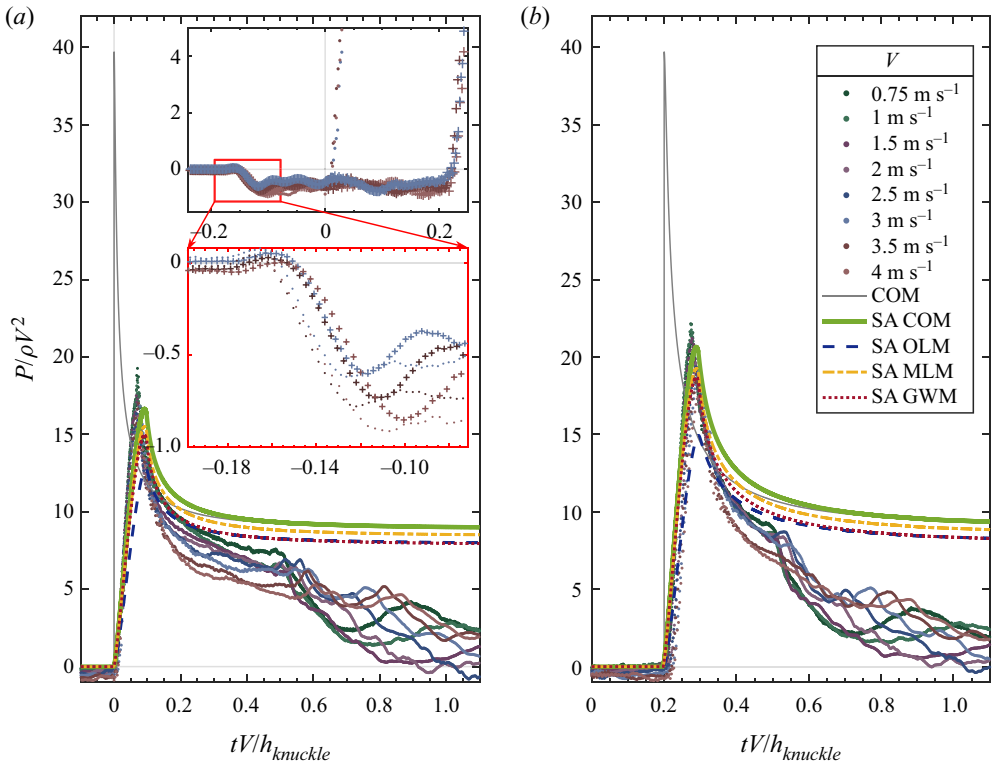 (a)
(b)
P/ρV²
40
35
30
25
20
15
10
5
0
4
2
0
−0.2
0
0.2
0
−0.5
−1.0
−0.18
−0.14
−0.10
0
0.2
0.4
0.6
0.8
1.0
tV/h_knuckle
40
35
30
25
20
15
10
5
0
V
0.75 m s⁻¹
1 m s⁻¹
1.5 m s⁻¹
2 m s⁻¹
2.5 m s⁻¹
3 m s⁻¹
3.5 m s⁻¹
4 m s⁻¹
COM
SA COM
SA OLM
SA MLM
SA GWM
0
0.2
0.4
0.6
0.8
1.0
tV/h_knuckle